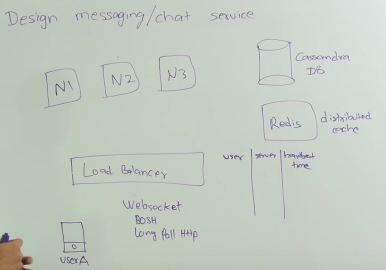 Design messaging/chat service
N1
N2
N3
Cassandra
DB
Redis
distributed
cache
Load Balancer
user
server
heartbeat
time
Websocket
BOSH
Long Poll Http
userA